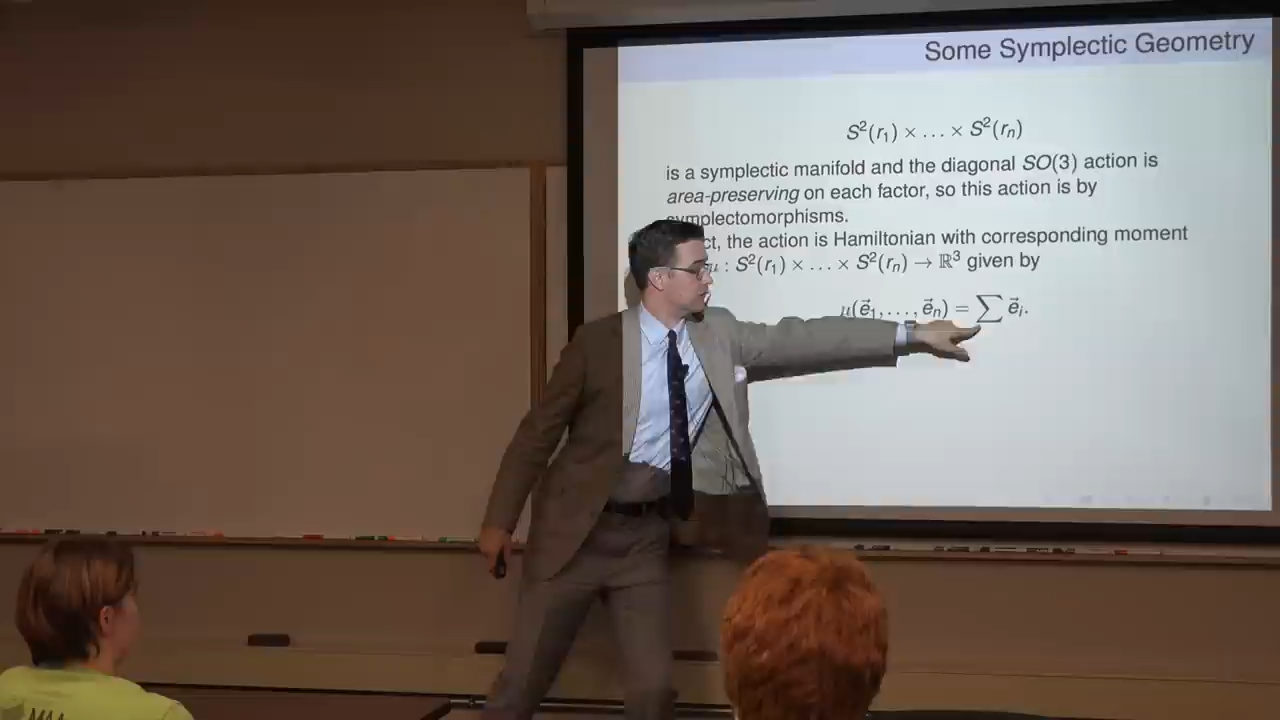 Some Symplectic Geometry
S²(r₁) × … × S²(rₙ)
is a symplectic manifold and the diagonal SO(3) action is
area-preserving on each factor, so this action is by
symplectomorphisms.
the action is Hamiltonian with corresponding moment
μ : S²(r₁) × … × S²(rₙ) → ℝ³ given by
μ(e⃗₁, …, e⃗ₙ) = ∑ e⃗ᵢ.